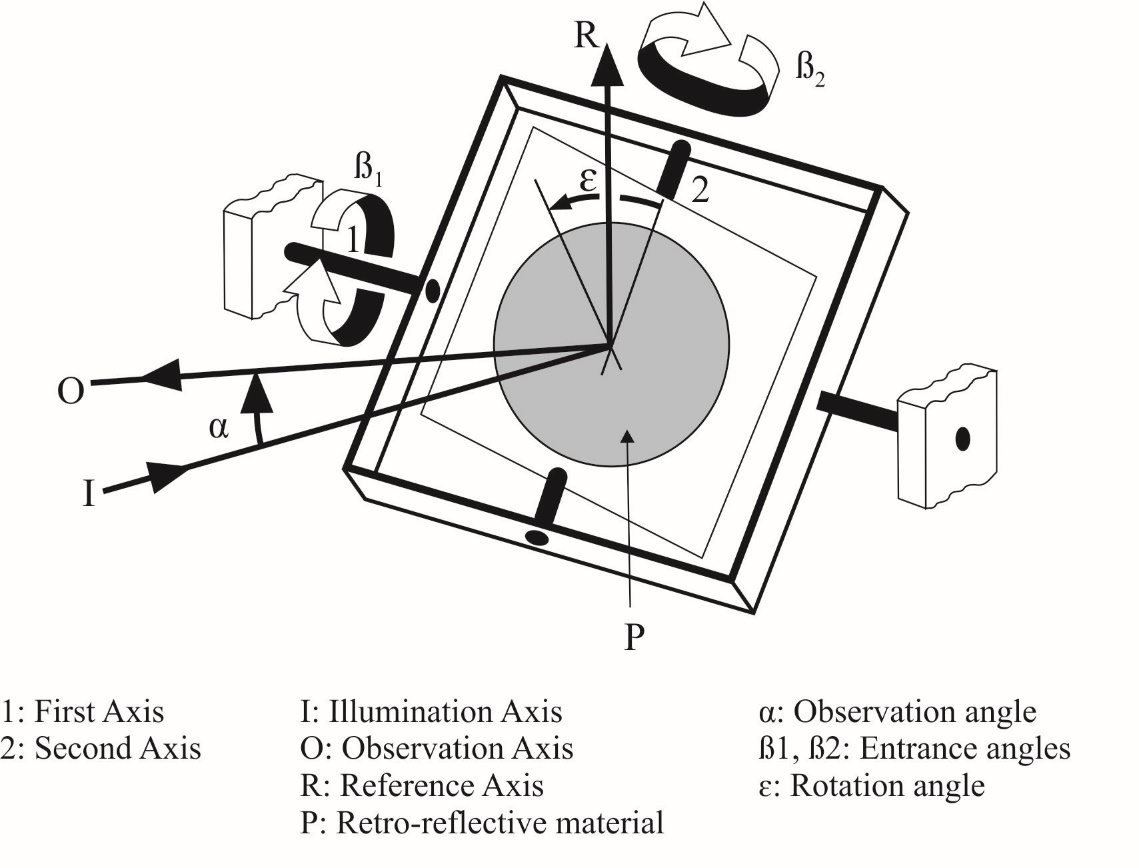 R
ß2
ß1
ε
2
1
O
α
I
P
1: First Axis
2: Second Axis
I: Illumination Axis
O: Observation Axis
R: Reference Axis
P: Retro-reflective material
α: Observation angle
ß1, ß2: Entrance angles
ε: Rotation angle